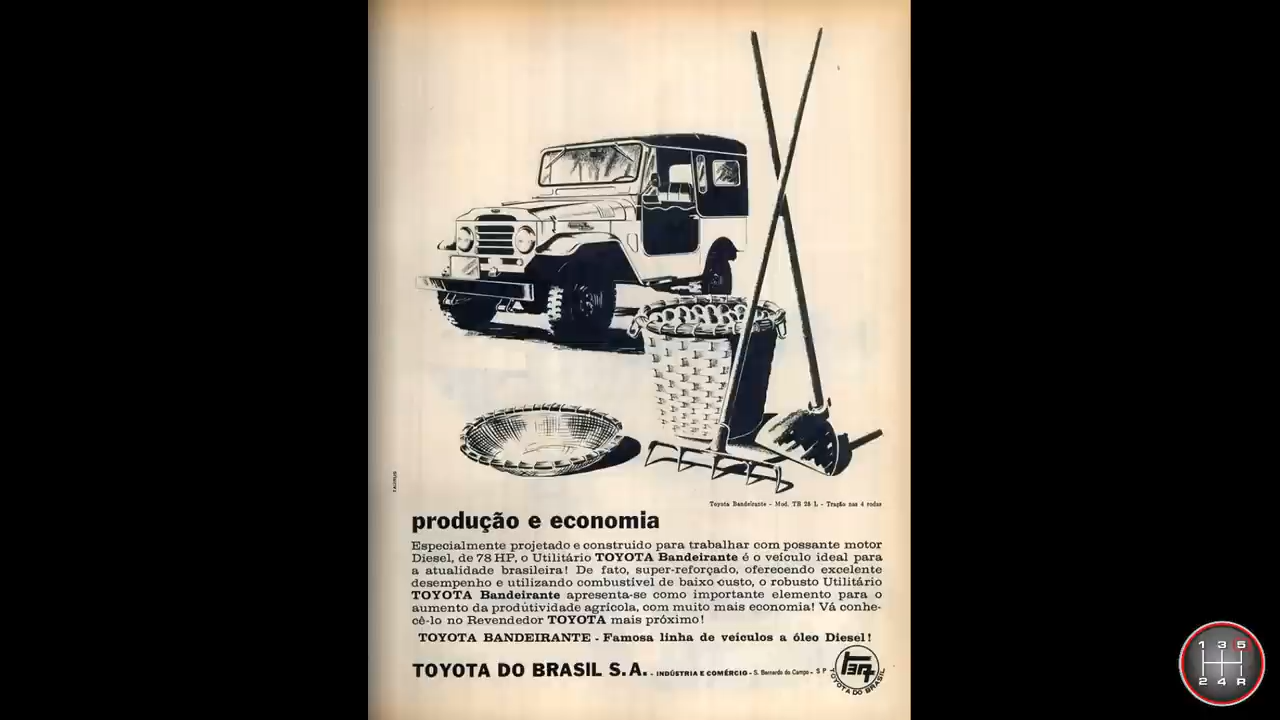 TAURUS
Toyota Bandeirante - Mod. TB 25 L - Tração nas 4 rodas
produção e economia
Especialmente projetado e construido para trabalhar com possante motor
Diesel, de 78 HP, o Utilitário TOYOTA Bandeirante é o veículo ideal para
a atualidade brasileira! De fato, super-reforçado, oferecendo excelente
desempenho e utilizando combustível de baixo custo, o robusto Utilitário
TOYOTA Bandeirante apresenta-se como importante elemento para o
aumento da produtividade agrícola, com muito mais economia! Vá conhe-
cê-lo no Revendedor TOYOTA mais próximo!
TOYOTA BANDEIRANTE - Famosa linha de veículos a óleo Diesel!
TOYOTA DO BRASIL S.A. - INDÚSTRIA E COMÉRCIO - S. Bernardo do Campo - S P
TOYOTA DO BRASIL
1 3 5
2 4 R